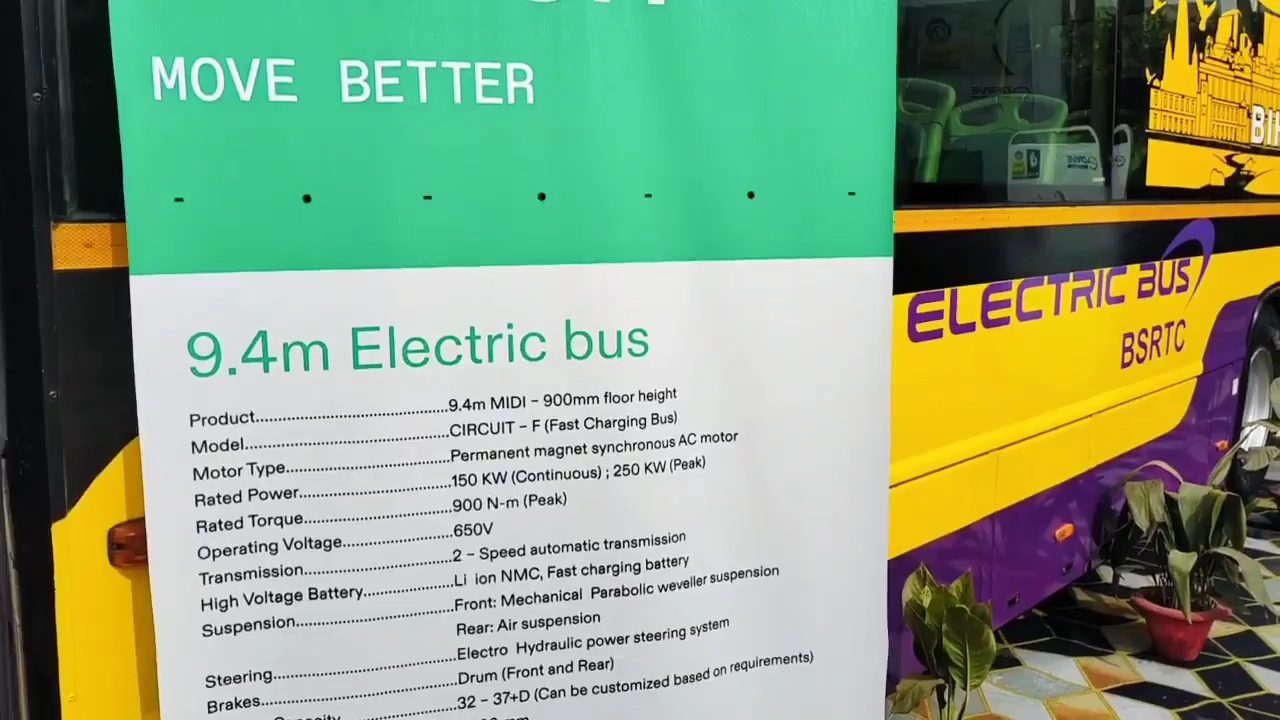 MOVE BETTER
9.4m Electric bus
Product..........9.4m MIDI - 900mm floor height
Model..........CIRCUIT - F (Fast Charging Bus)
Motor Type..........Permanent magnet synchronous AC motor
Rated Power..........150 KW (Continuous) ; 250 KW (Peak)
Rated Torque..........900 N-m (Peak)
Operating Voltage..........650V
Transmission..........2 - Speed automatic transmission
High Voltage Battery..........Li ion NMC, Fast charging battery
Suspension..........Front: Mechanical Parabolic weveller suspension
Rear: Air suspension
Steering..........Electro Hydraulic power steering system
Brakes..........Drum (Front and Rear)
Capacity..........32 - 37+D (Can be customized based on requirements)
mm
ELECTRIC BUS
BSRTC